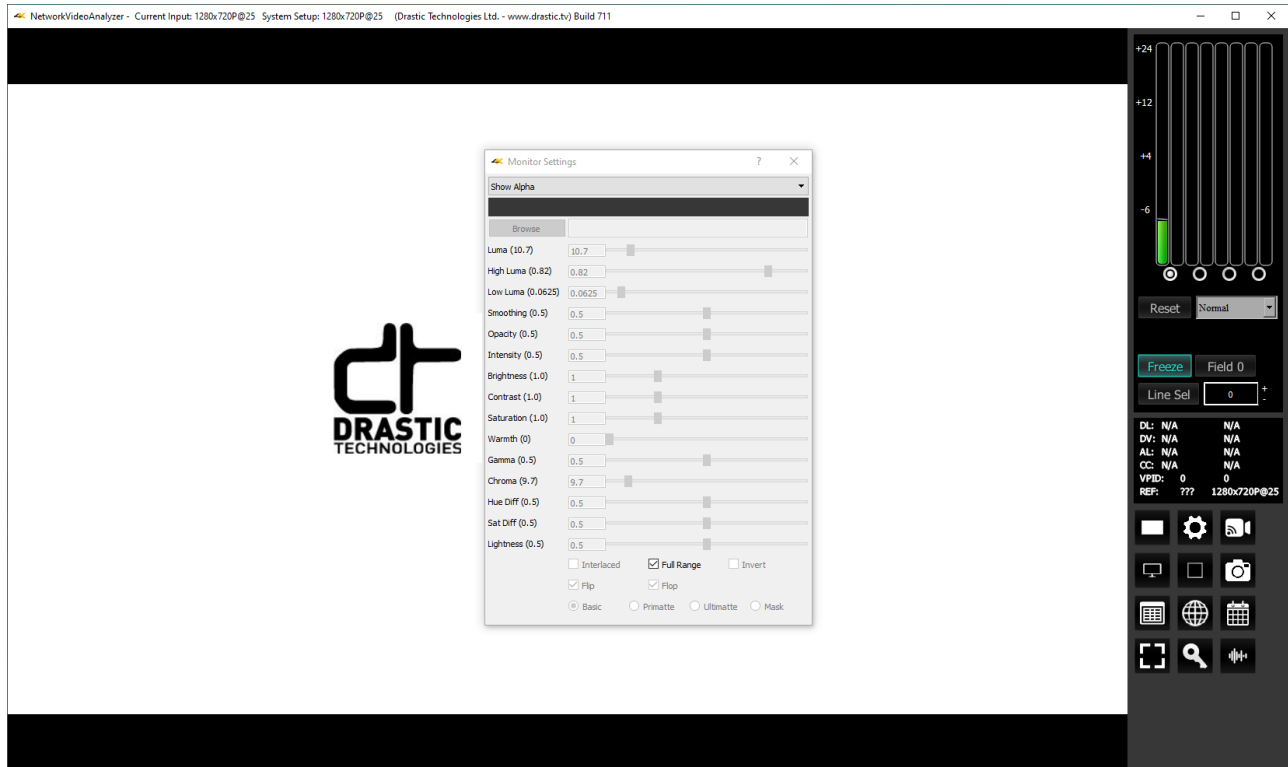 NetworkVideoAnalyzer - Current Input: 1280x720P@25 System Setup: 1280x720P@25 (Drastic Technologies Ltd. - www.drastic.tv) Build 711
Monitor Settings
Show Alpha
Browse
Luma (10.7) 10.7
High Luma (0.82) 0.82
Low Luma (0.0625) 0.0625
Smoothing (0.5) 0.5
Opacity (0.5) 0.5
Intensity (0.5) 0.5
Brightness (1.0) 1
Contrast (1.0) 1
Saturation (1.0) 1
Warmth (0) 0
Gamma (0.5) 0.5
Chroma (9.7) 9.7
Hue Diff (0.5) 0.5
Sat Diff (0.5) 0.5
Lightness (0.5) 0.5
Interlaced Full Range Invert
Flip Flop
Basic Primatte Ultimatte Mask
dt
DRASTIC
TECHNOLOGIES
+24
+12
+4
-6
Reset Normal
Freeze Field 0
Line Sel 0 + -
DL: N/A N/A
DV: N/A N/A
AL: N/A N/A
CC: N/A N/A
VPID: 0 0
REF: ??? 1280x720P@25